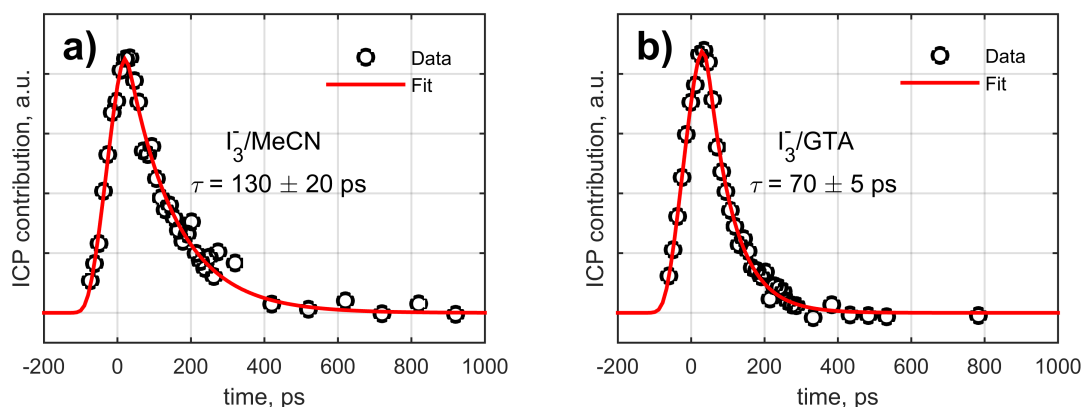 a)
Data
Fit
I₃⁻/MeCN
τ = 130 ± 20 ps
ICP contribution, a.u.
-200 0 200 400 600 800 1000
time, ps
b)
Data
Fit
I₃⁻/GTA
τ = 70 ± 5 ps
ICP contribution, a.u.
-200 0 200 400 600 800 1000
time, ps